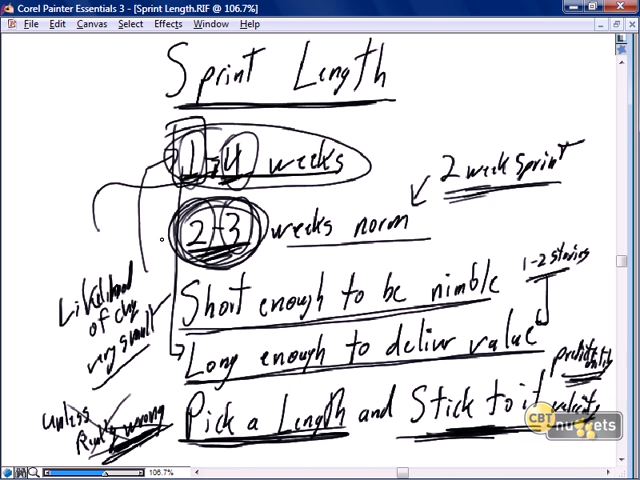 Corel Painter Essentials 3 - [Sprint Length.RIF @ 106.7%]
File Edit Canvas Select Effects Window Help
Sprint Length
1-4 weeks
2 week sprint
2-3 weeks norm
1-2 stories
Short enough to be nimble
Likelihood
of chg
very small
Long enough to deliver value
Pick a Length and Stick to it
velocity
unless
Really wrong
CBT
nuggets
106.7%